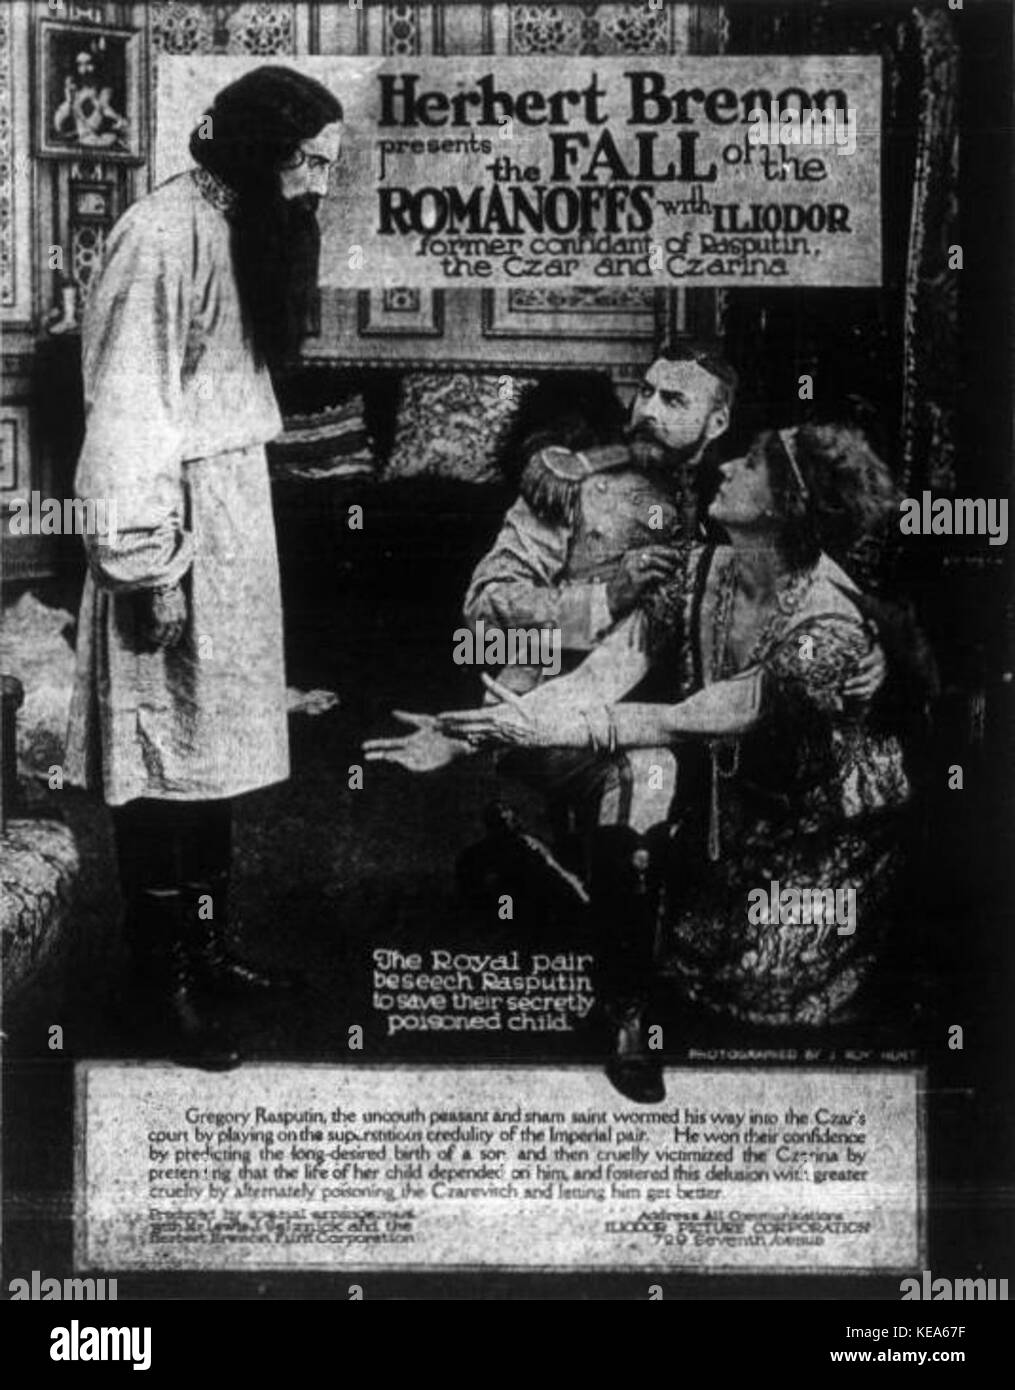 Herbert Brenon
presents the FALL of the
ROMANOFFS with ILIODOR
former confidant of Rasputin,
the Czar and Czarina
The Royal pair
beseech Rasputin
to save their secretly
poisoned child.
PHOTOGRAPHED BY J. ROY HUNT
Gregory Rasputin, the uncouth peasant and sham saint wormed his way into the Czar's
court by playing on the superstitious credulity of the Imperial pair. He won their confidence
by predicting the long-desired birth of a son and then cruelly victimized the Czarina by
pretending that the life of her child depended on him, and fostered this delusion with greater
cruelty by alternately poisoning the Czarevitch and letting him get better.
Produced by special arrangement
with Mr Lewis J. Selznick and the
Herbert Brenon Film Corporation
Address All Communications
ILIODOR PICTURE CORPORATION
729 Seventh Avenue
alamy stock photo
alamy
KEA67F
www.alamy.com